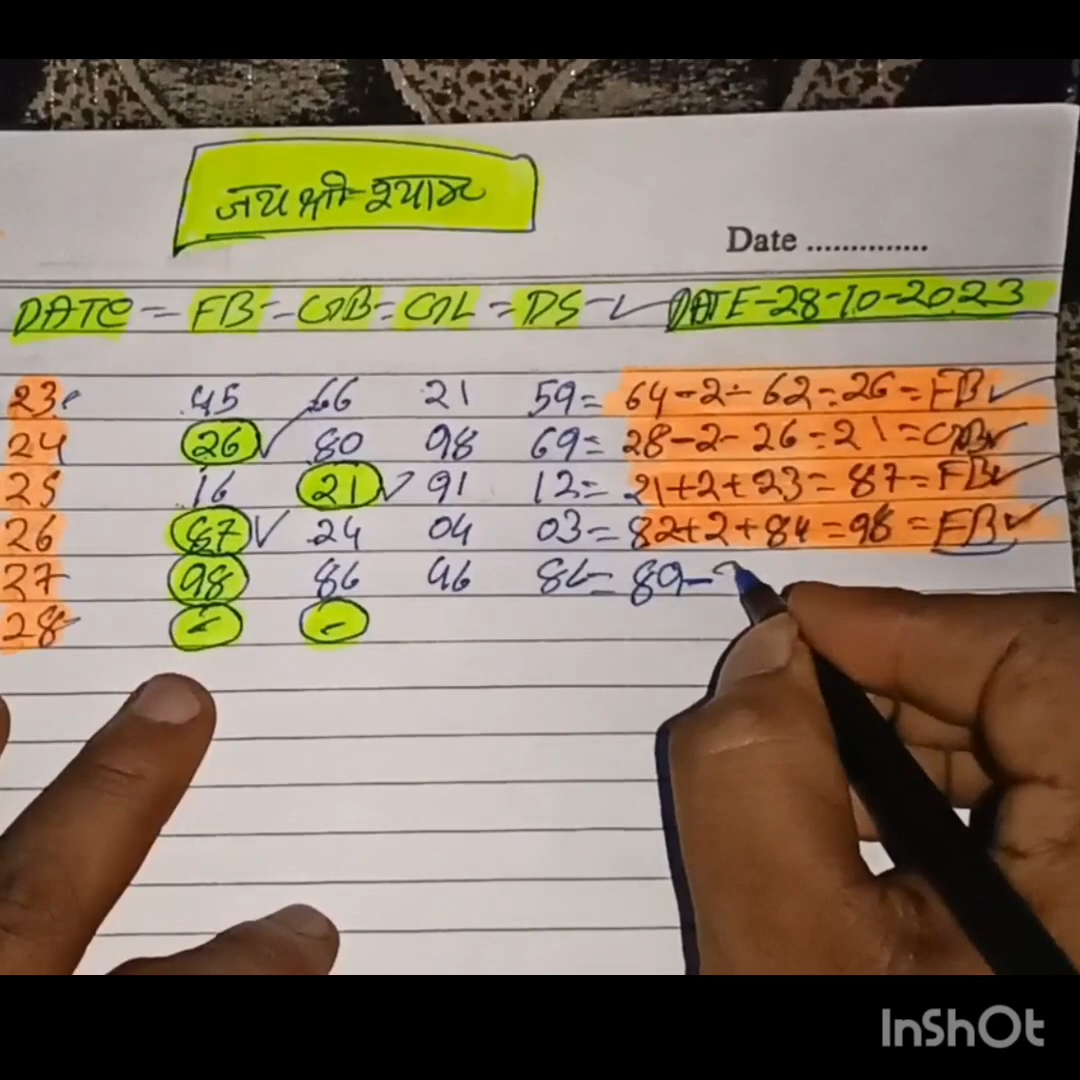 जय श्री श्याम
Date ..............
DATE = FB = GB = GL = DS - ✓ DATE-28-10-2023
23 45 66 21 59 = 64-2 ÷ 62 = 26 = FB ✓
24 26 ✓ 80 98 69 = 28-2-26 = 21 = GB ✓
25 16 21 ✓ 91 12 = 21+2+23 = 87 = FB ✓
26 87 ✓ 24 04 03 = 82+2+84 = 98 = FB ✓
27 98 86 46 86 = 89-
28
InShOt